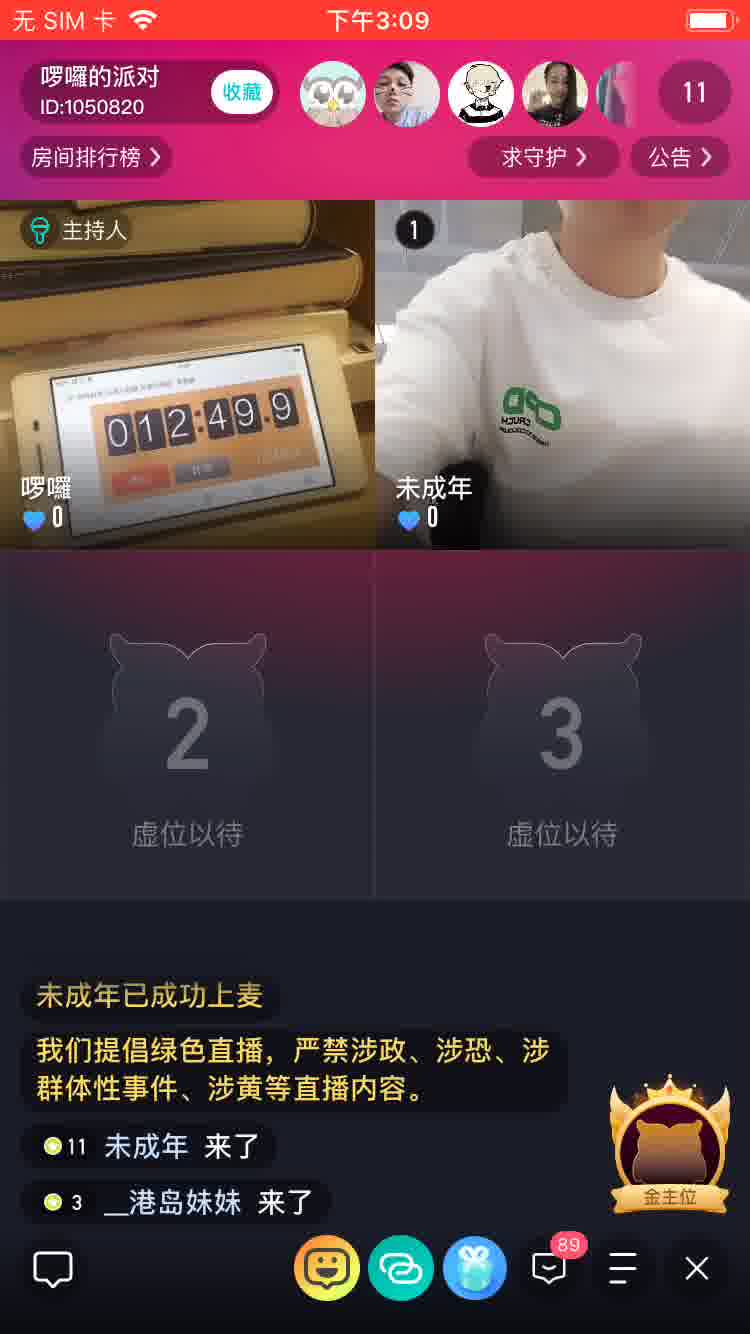 无 SIM 卡
下午3:09
啰囉的派对
ID:1050820
收藏
11
房间排行榜
求守护
公告
主持人
1
012:49.9
啰囉
0
未成年
0
2
虚位以待
3
虚位以待
未成年已成功上麦
我们提倡绿色直播，严禁涉政、涉恐、涉
群体性事件、涉黄等直播内容。
11 未成年 来了
3 __港岛妹妹 来了
金主位
89